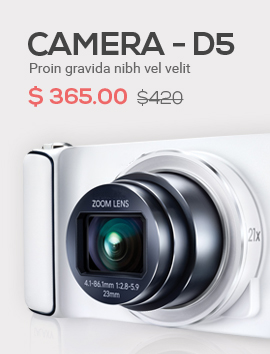 CAMERA - D5
Proin gravida nibh vel velit
$ 365.00 $420
ZOOM LENS
21x
4.1-86.1mm 1:2.8-5.9
23mm